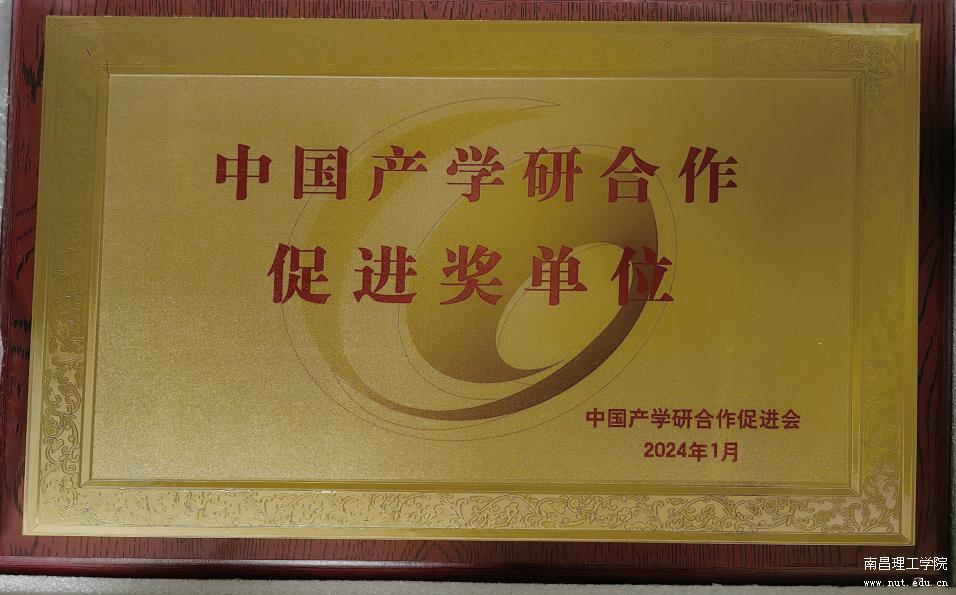 中国产学研合作
促进奖单位
中国产学研合作促进会
2024年1月
南昌理工学院
www.nut.edu.cn